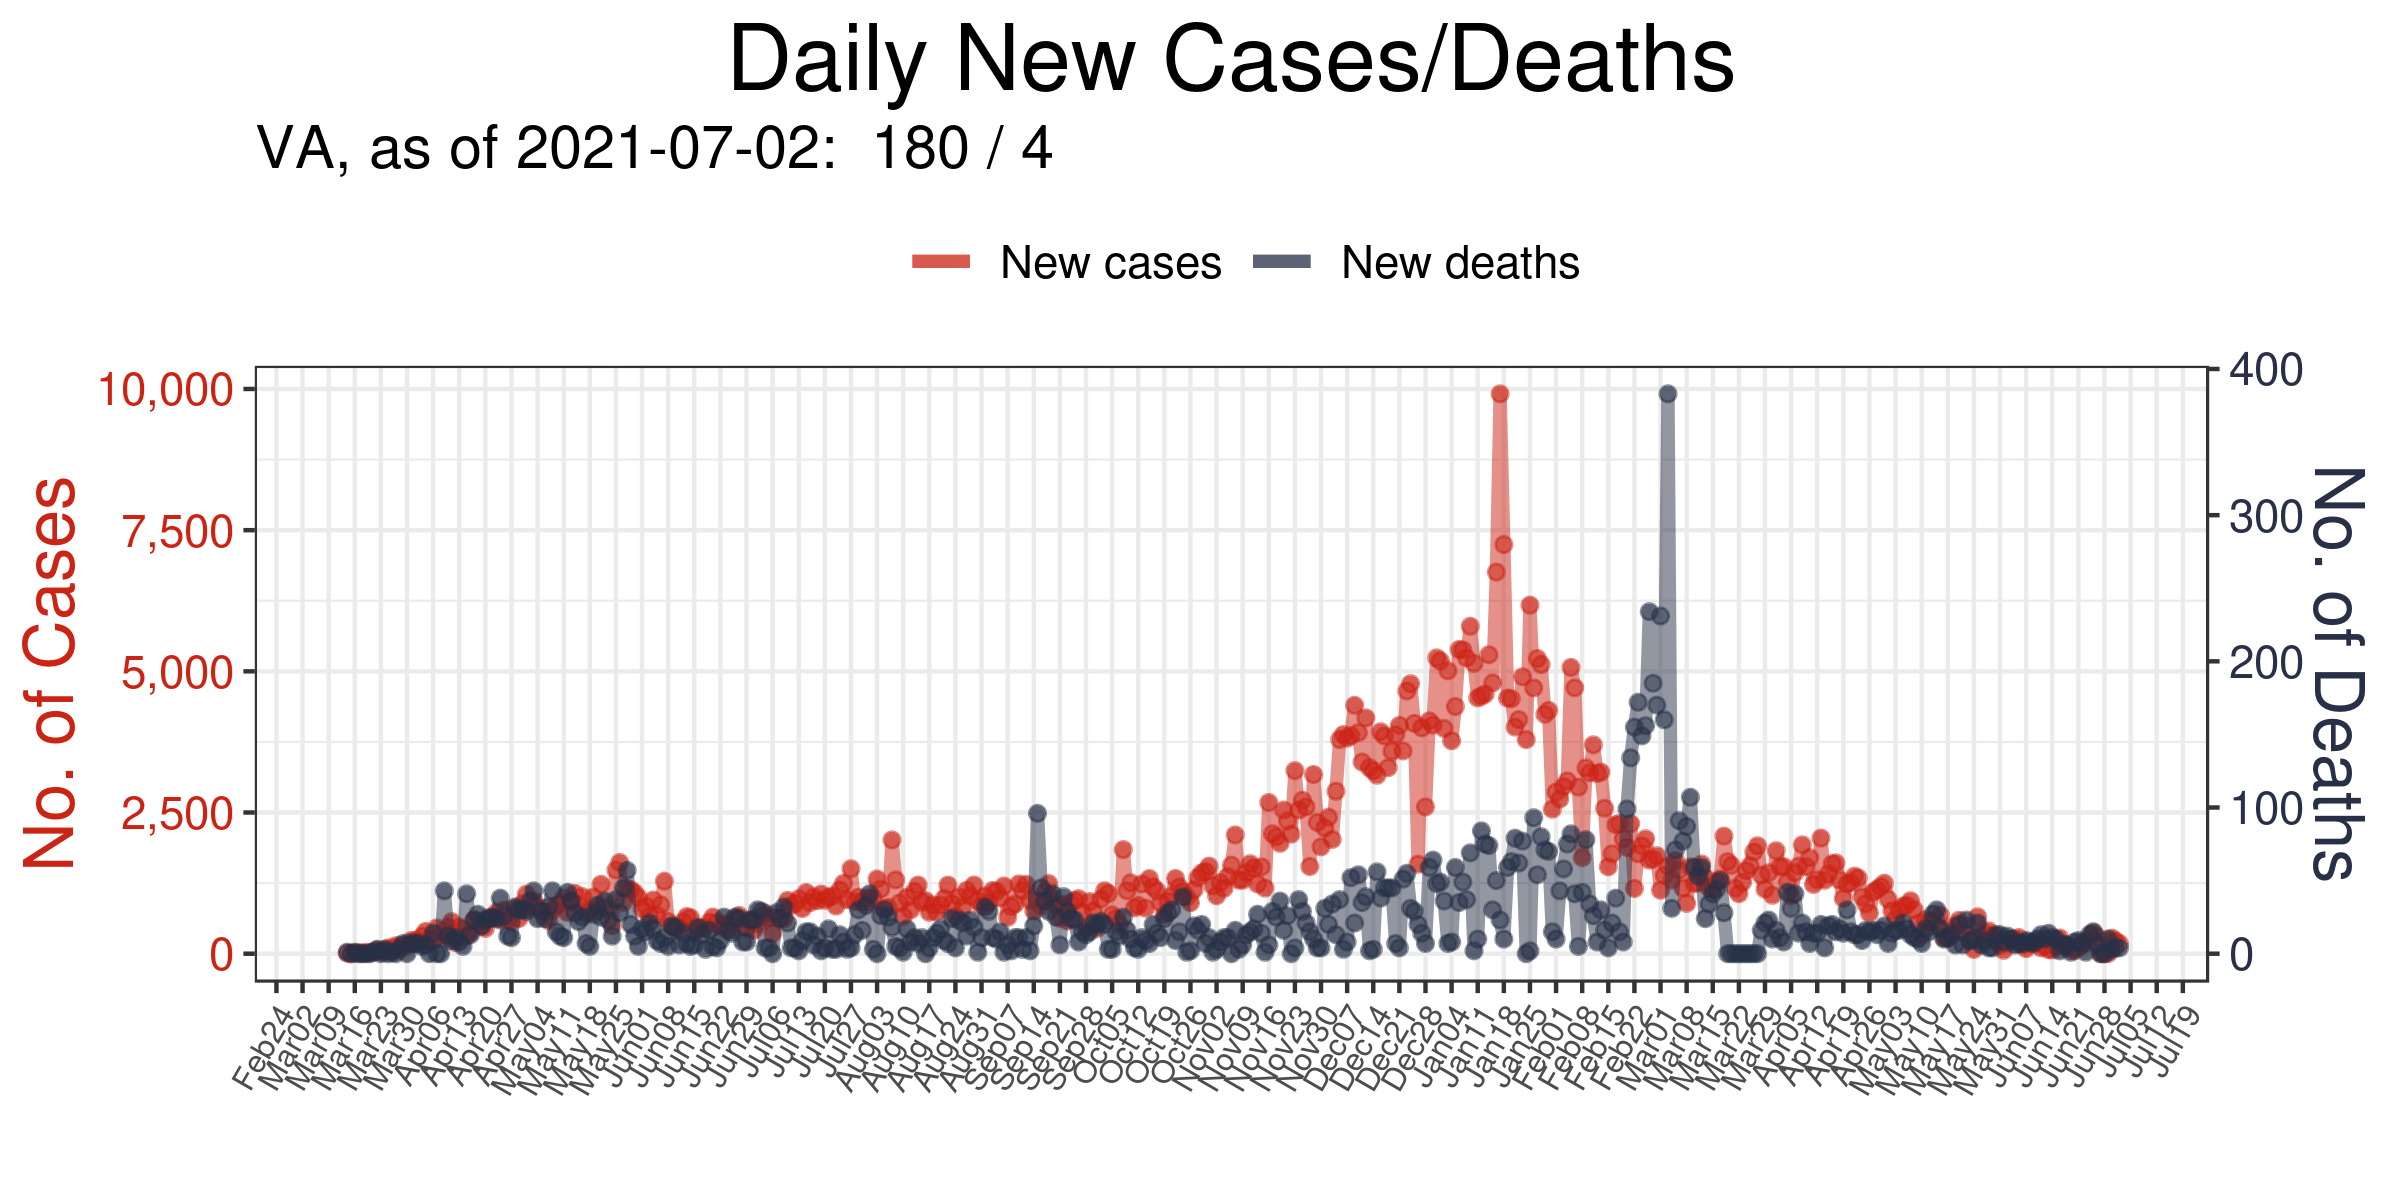 Daily New Cases/Deaths
VA, as of 2021-07-02: 180 / 4
New cases
New deaths
No. of Cases
10,000
7,500
5,000
2,500
0
400
300
200
100
0
No. of Deaths
Feb24
Mar02
Mar09
Mar16
Mar23
Mar30
Apr06
Apr13
Apr20
Apr27
May04
May11
May18
May25
Jun01
Jun08
Jun15
Jun22
Jun29
Jul06
Jul13
Jul20
Jul27
Aug03
Aug10
Aug17
Aug24
Aug31
Sep07
Sep14
Sep21
Sep28
Oct05
Oct12
Oct19
Oct26
Nov02
Nov09
Nov16
Nov23
Nov30
Dec07
Dec14
Dec21
Dec28
Jan04
Jan11
Jan18
Jan25
Feb01
Feb08
Feb15
Feb22
Mar01
Mar08
Mar15
Mar22
Mar29
Apr05
Apr12
Apr19
Apr26
May03
May10
May17
May24
May31
Jun07
Jun14
Jun21
Jun28
Jul05
Jul12
Jul19